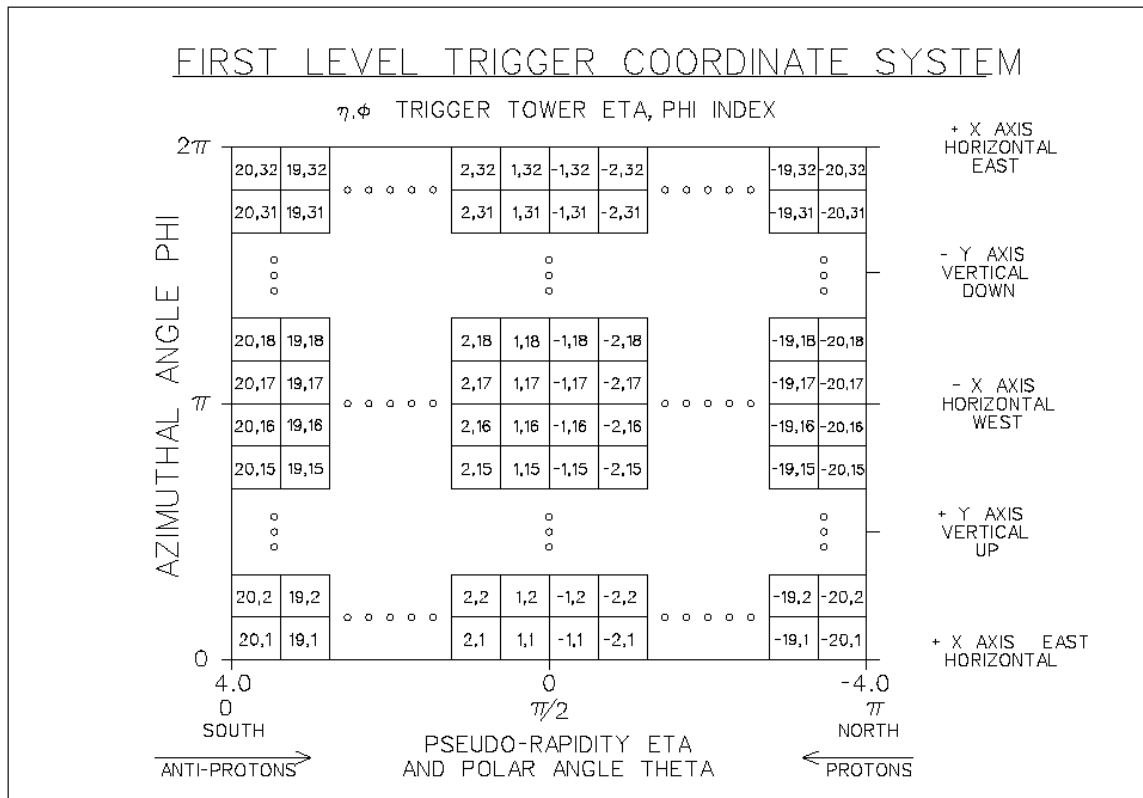 FIRST LEVEL TRIGGER COORDINATE SYSTEM
η,ϕ TRIGGER TOWER ETA, PHI INDEX
AZIMUTHAL ANGLE PHI
2π
20,32 19,32 2,32 1,32 -1,32 -2,32 -19,32 -20,32
20,31 19,31 2,31 1,31 -1,31 -2,31 -19,31 -20,31
+ X AXIS
HORIZONTAL
EAST
- Y AXIS
VERTICAL
DOWN
20,18 19,18 2,18 1,18 -1,18 -2,18 -19,18 -20,18
20,17 19,17 2,17 1,17 -1,17 -2,17 -19,17 -20,17
π
20,16 19,16 2,16 1,16 -1,16 -2,16 -19,16 -20,16
20,15 19,15 2,15 1,15 -1,15 -2,15 -19,15 -20,15
- X AXIS
HORIZONTAL
WEST
+ Y AXIS
VERTICAL
UP
20,2 19,2 2,2 1,2 -1,2 -2,2 -19,2 -20,2
20,1 19,1 2,1 1,1 -1,1 -2,1 -19,1 -20,1
0
+ X AXIS EAST
HORIZONTAL
4.0 0 -4.0
0 π/2 π
SOUTH
ANTI-PROTONS
PSEUDO-RAPIDITY ETA
AND POLAR ANGLE THETA
NORTH
PROTONS